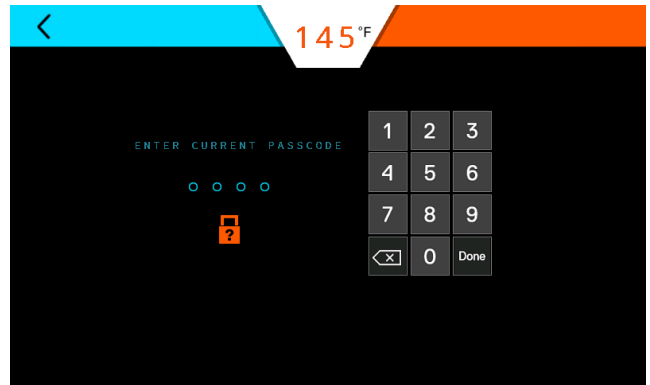 145°F
ENTER CURRENT PASSCODE
1 2 3
4 5 6
7 8 9
0 Done
?